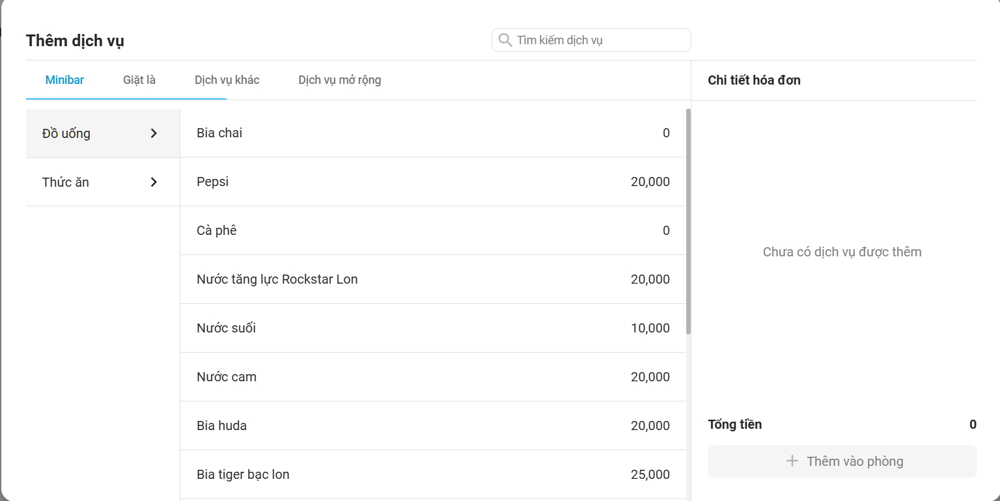 Thêm dịch vụ
Tìm kiếm dịch vụ
Minibar
Giặt là
Dịch vụ khác
Dịch vụ mở rộng
Chi tiết hóa đơn
Đồ uống
Thức ăn
Bia chai 0
Pepsi 20,000
Cà phê 0
Nước tăng lực Rockstar Lon 20,000
Nước suối 10,000
Nước cam 20,000
Bia huda 20,000
Bia tiger bạc lon 25,000
Chưa có dịch vụ được thêm
Tổng tiền 0
Thêm vào phòng